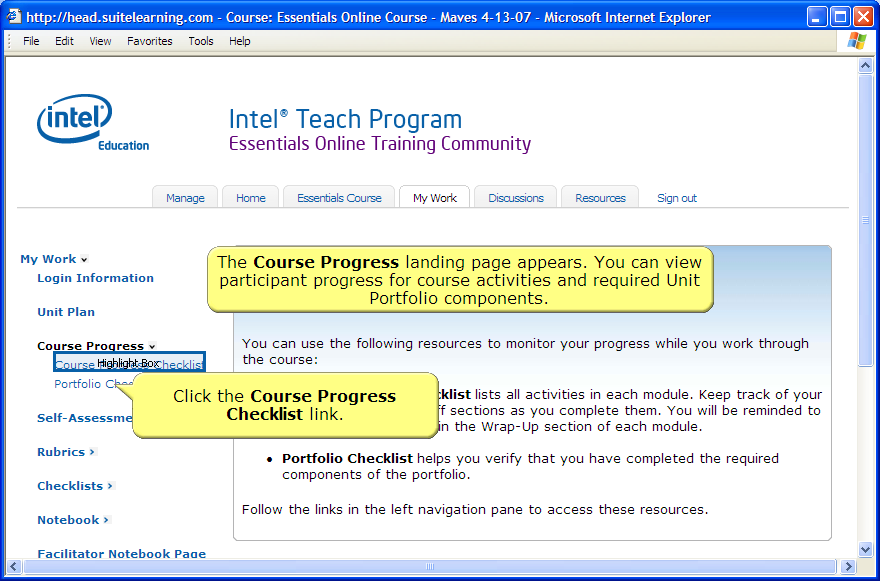 http://head.suitelearning.com - Course: Essentials Online Course - Maves 4-13-07 - Microsoft Internet Explorer
File Edit View Favorites Tools Help
intel
Education
Intel® Teach Program
Essentials Online Training Community
Manage Home Essentials Course My Work Discussions Resources Sign out
My Work
Login Information
Unit Plan
Course Progress
Course Checklist
Highlight Box
Portfolio Che
Self-Assessme
Rubrics
Checklists
Notebook
Facilitator Notebook Page
The Course Progress landing page appears. You can view
participant progress for course activities and required Unit
Portfolio components.
Click the Course Progress
Checklist link.
You can use the following resources to monitor your progress while you work through
the course:
klist lists all activities in each module. Keep track of your
ff sections as you complete them. You will be reminded to
in the Wrap-Up section of each module.
• Portfolio Checklist helps you verify that you have completed the required
components of the portfolio.
Follow the links in the left navigation pane to access these resources.